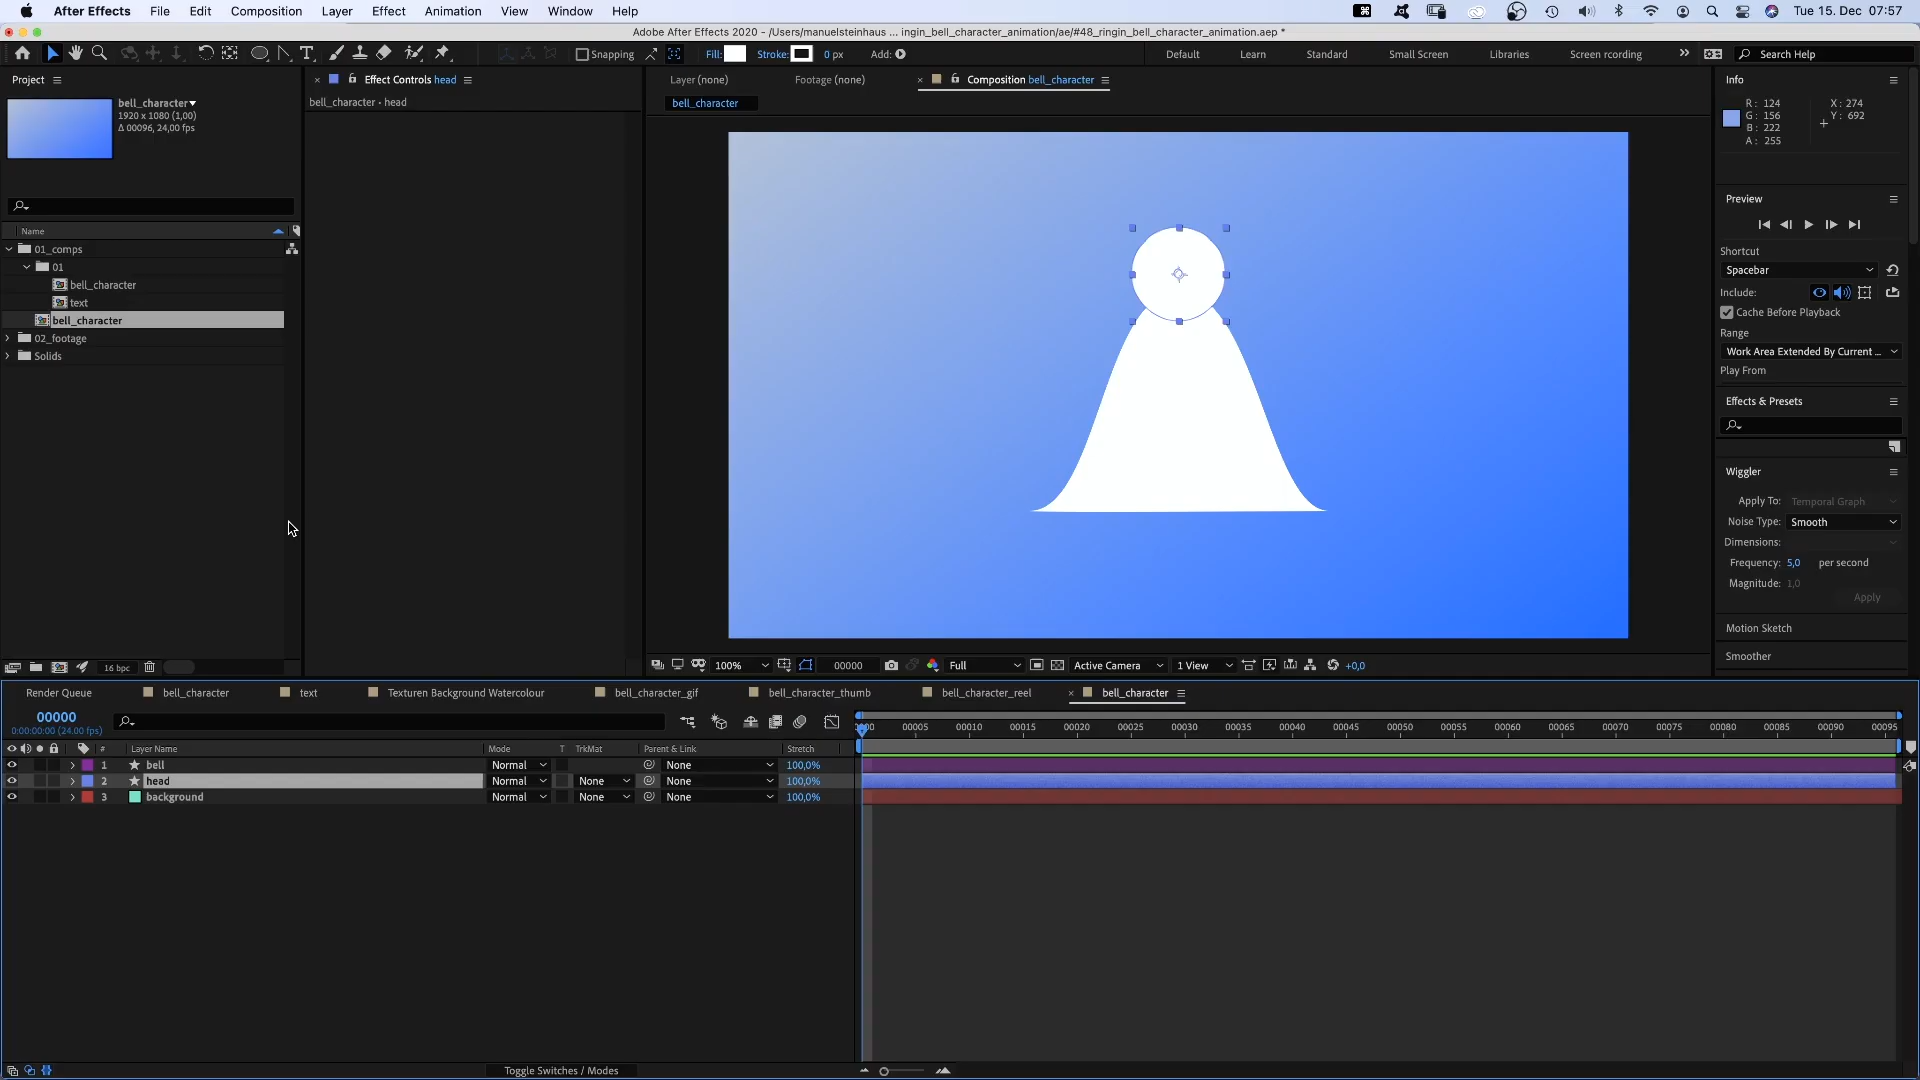 After Effects File Edit Composition Layer Effect Animation View Window Help Tue 15. Dec 07:57
Adobe After Effects 2020 - /Users/manuelsteinhaus ... ingin_bell_character_animation/ae/#48_ringin_bell_character_animation.aep *
Snapping Fill: Stroke: 0 px Add: Default Learn Standard Small Screen Libraries Screen rcording Search Help
Project Effect Controls head Layer (none) Footage (none) Composition bell_character Info
bell_character • head bell_character
bell_character
1920 x 1080 (1,00)
Δ 00096, 24,00 fps
R: 124 X: 274
G: 156 Y: 692
B: 222
A: 255
Preview
Name
01_comps
01
bell_character
text
bell_character
02_footage
Solids
Shortcut
Spacebar
Include:
Cache Before Playback
Range
Work Area Extended By Current ...
Play From
Effects & Presets
Wiggler
Apply To: Temporal Graph
Noise Type: Smooth
Dimensions:
Frequency: 5,0 per second
Magnitude: 1,0
Apply
Motion Sketch
Smoother
16 bpc 100% 00000 Full Active Camera 1 View +0,0
Render Queue bell_character text Texturen Background Watercolour bell_character_gif bell_character_thumb bell_character_reel bell_character
00000
0:00:00:00 (24.00 fps)
00005 00010 00015 00020 00025 00030 00035 00040 00045 00050 00055 00060 00065 00070 00075 00080 00085 00090 00095
# Layer Name Mode T TrkMat Parent & Link Stretch
1 bell Normal None 100,0%
2 head Normal None None 100,0%
3 background Normal None None 100,0%
Toggle Switches / Modes